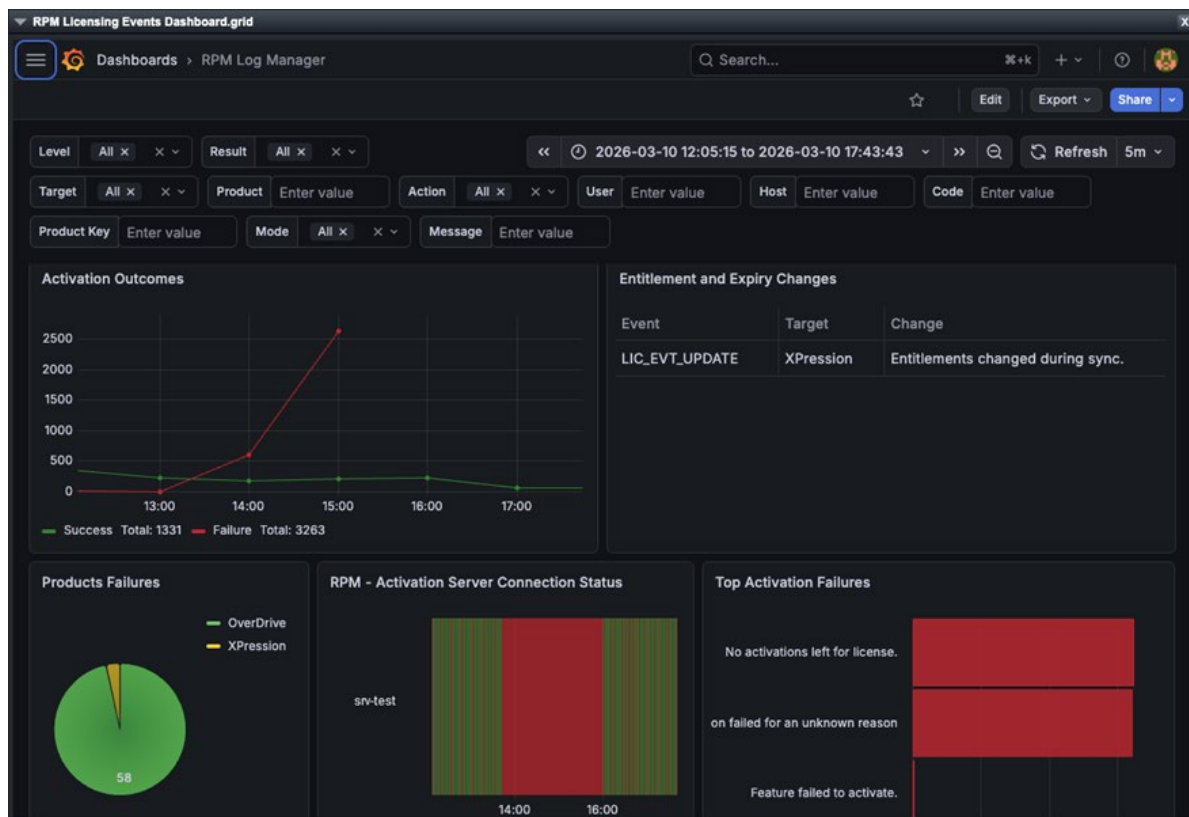 RPM Licensing Events Dashboard.grid
X
Dashboards › RPM Log Manager
Search...
⌘+k
Edit
Export
Share
Level All × ×
Result All × ×
« 2026-03-10 12:05:15 to 2026-03-10 17:43:43 »
Refresh 5m
Target All × ×
Product Enter value
Action All × ×
User Enter value
Host Enter value
Code Enter value
Product Key Enter value
Mode All × ×
Message Enter value
Activation Outcomes
2500
2000
1500
1000
500
0
13:00 14:00 15:00 16:00 17:00
Success Total: 1331 Failure Total: 3263
Entitlement and Expiry Changes
Event Target Change
LIC_EVT_UPDATE XPression Entitlements changed during sync.
Products Failures
OverDrive
XPression
58
RPM - Activation Server Connection Status
srv-test
14:00 16:00
Top Activation Failures
No activations left for license.
on failed for an unknown reason
Feature failed to activate.